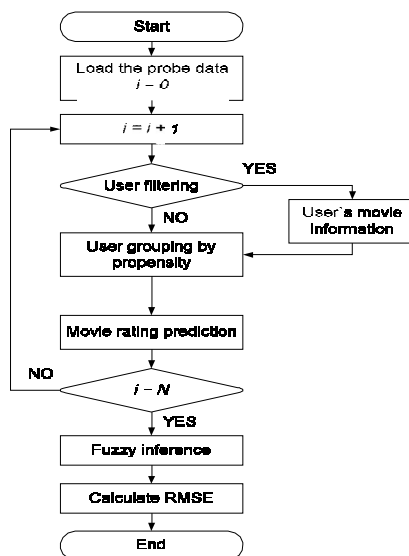 Start
Load the probe data
i = 0
i = i + 1
User filtering
YES
NO
User`s movie
information
User grouping by
propensity
Movie rating prediction
NO
i = N
YES
Fuzzy inference
Calculate RMSE
End